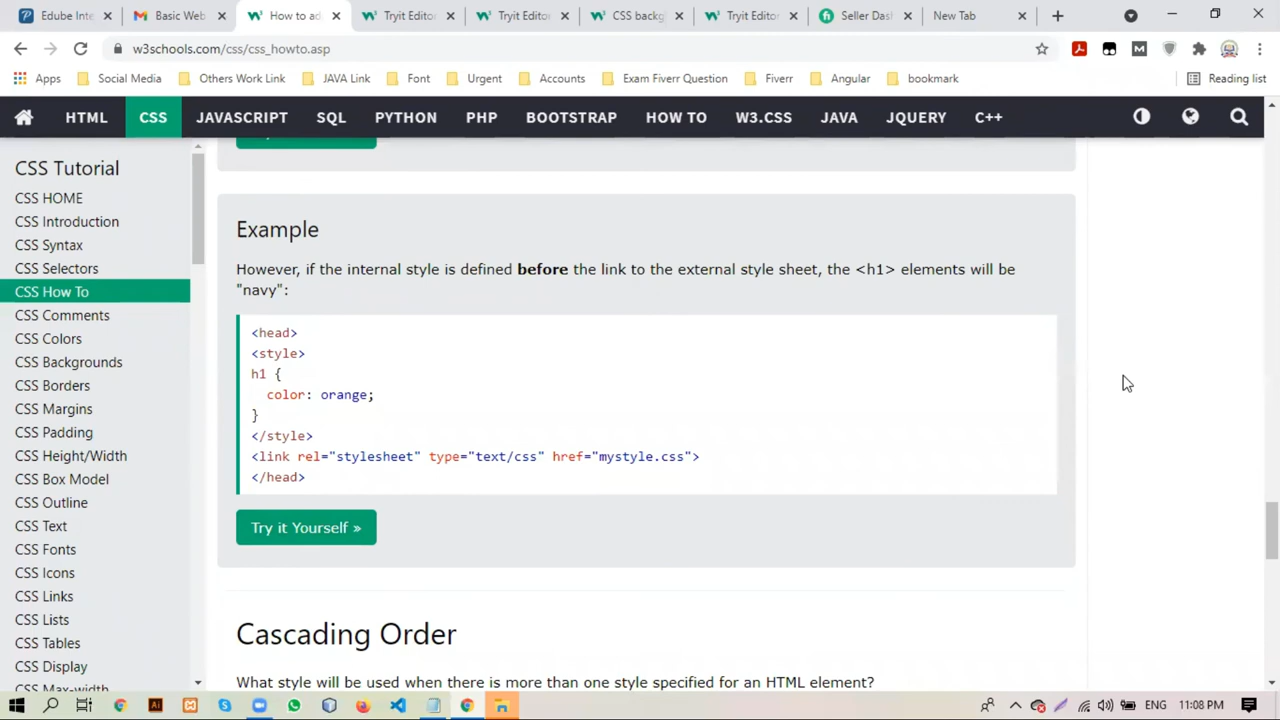 Edube Inte
Basic Web
How to ad
Tryit Editor
Tryit Editor
CSS backg
Tryit Editor
Seller Das
New Tab
w3schools.com/css/css_howto.asp
Apps
Social Media
Others Work Link
JAVA Link
Font
Urgent
Accounts
Exam Fiverr Question
Fiverr
Angular
bookmark
Reading list
HTML
CSS
JAVASCRIPT
SQL
PYTHON
PHP
BOOTSTRAP
HOW TO
W3.CSS
JAVA
JQUERY
C++
CSS Tutorial
CSS HOME
CSS Introduction
CSS Syntax
CSS Selectors
CSS How To
CSS Comments
CSS Colors
CSS Backgrounds
CSS Borders
CSS Margins
CSS Padding
CSS Height/Width
CSS Box Model
CSS Outline
CSS Text
CSS Fonts
CSS Icons
CSS Links
CSS Lists
CSS Tables
CSS Display
CSS Max-width
Example
However, if the internal style is defined before the link to the external style sheet, the <h1> elements will be
"navy":
<head>
<style>
h1 {
color: orange;
}
</style>
<link rel="stylesheet" type="text/css" href="mystyle.css">
</head>
Try it Yourself »
Cascading Order
What style will be used when there is more than one style specified for an HTML element?
ENG
11:08 PM